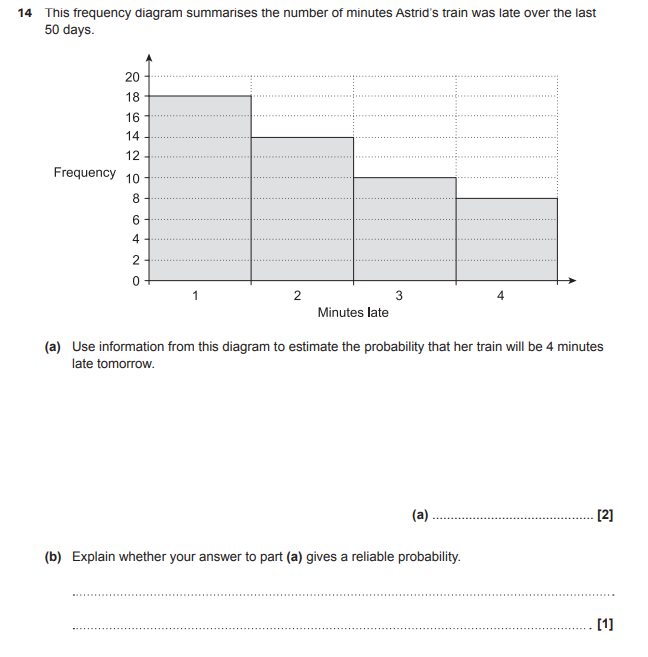 14 This frequency diagram summarises the number of minutes Astrid's train was late over the last
50 days.
20
18
16
14
12
Frequency 10
8
6
4
2
0
1 2 3 4
Minutes late
(a) Use information from this diagram to estimate the probability that her train will be 4 minutes
late tomorrow.
(a) ............................................ [2]
(b) Explain whether your answer to part (a) gives a reliable probability.
....................................................................................................................................................
.................................................................................................................................................... [1]